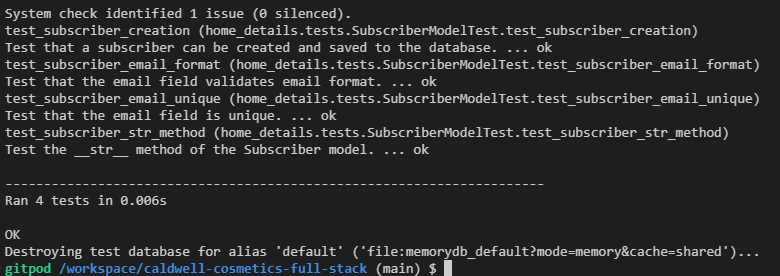 System check identified 1 issue (0 silenced).
test_subscriber_creation (home_details.tests.SubscriberModelTest.test_subscriber_creation)
Test that a subscriber can be created and saved to the database. ... ok
test_subscriber_email_format (home_details.tests.SubscriberModelTest.test_subscriber_email_format)
Test that the email field validates email format. ... ok
test_subscriber_email_unique (home_details.tests.SubscriberModelTest.test_subscriber_email_unique)
Test that the email field is unique. ... ok
test_subscriber_str_method (home_details.tests.SubscriberModelTest.test_subscriber_str_method)
Test the __str__ method of the Subscriber model. ... ok

----------------------------------------------------------------------
Ran 4 tests in 0.006s

OK
Destroying test database for alias 'default' ('file:memorydb_default?mode=memory&cache=shared')...
gitpod /workspace/caldwell-cosmetics-full-stack (main) $